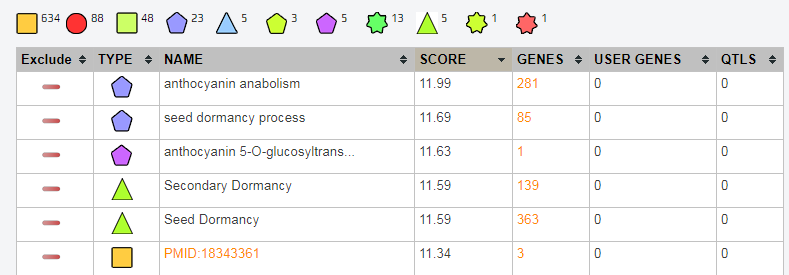 634 88 48 23 5 3 5 13 5 1 1
Exclude TYPE NAME SCORE GENES USER GENES QTLS
anthocyanin anabolism 11.99 281 0 0
seed dormancy process 11.69 85 0 0
anthocyanin 5-O-glucosyltrans... 11.63 1 0 0
Secondary Dormancy 11.59 139 0 0
Seed Dormancy 11.59 363 0 0
PMID:18343361 11.34 3 0 0